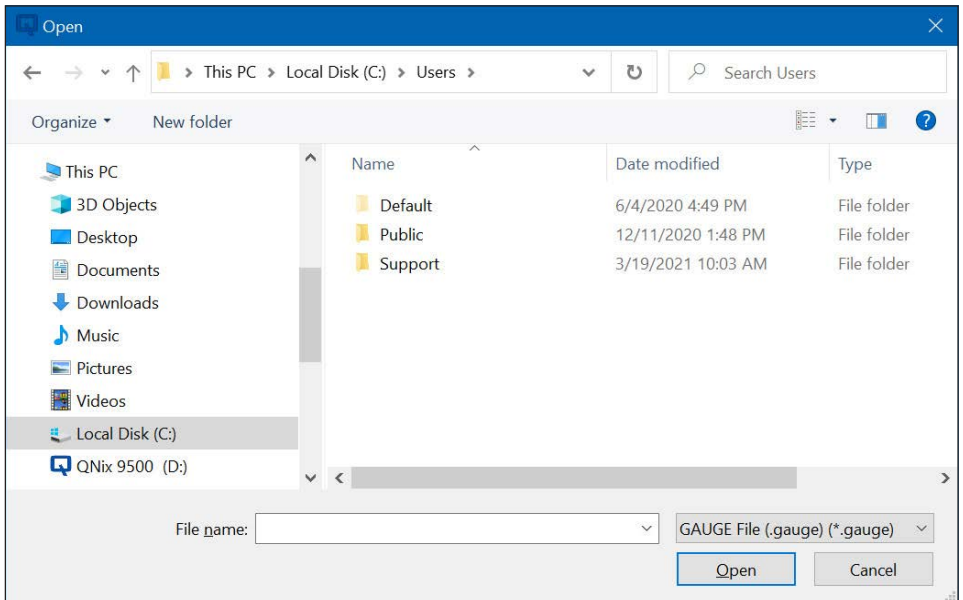 Open
This PC > Local Disk (C:) > Users >
Search Users
Organize
New folder
This PC
3D Objects
Desktop
Documents
Downloads
Music
Pictures
Videos
Local Disk (C:)
QNix 9500 (D:)
Name Date modified Type
Default 6/4/2020 4:49 PM File folder
Public 12/11/2020 1:48 PM File folder
Support 3/19/2021 10:03 AM File folder
File name:
GAUGE File (.gauge) (*.gauge)
Open
Cancel